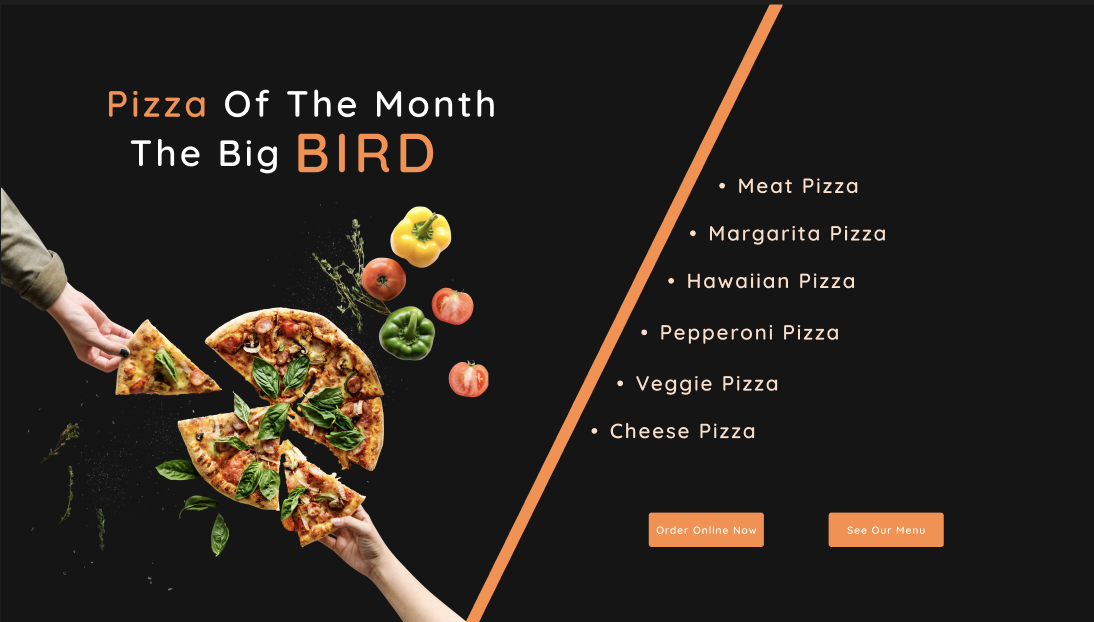 Pizza Of The Month
The Big BIRD
• Meat Pizza
• Margarita Pizza
• Hawaiian Pizza
• Pepperoni Pizza
• Veggie Pizza
• Cheese Pizza
Order Online Now
See Our Menu